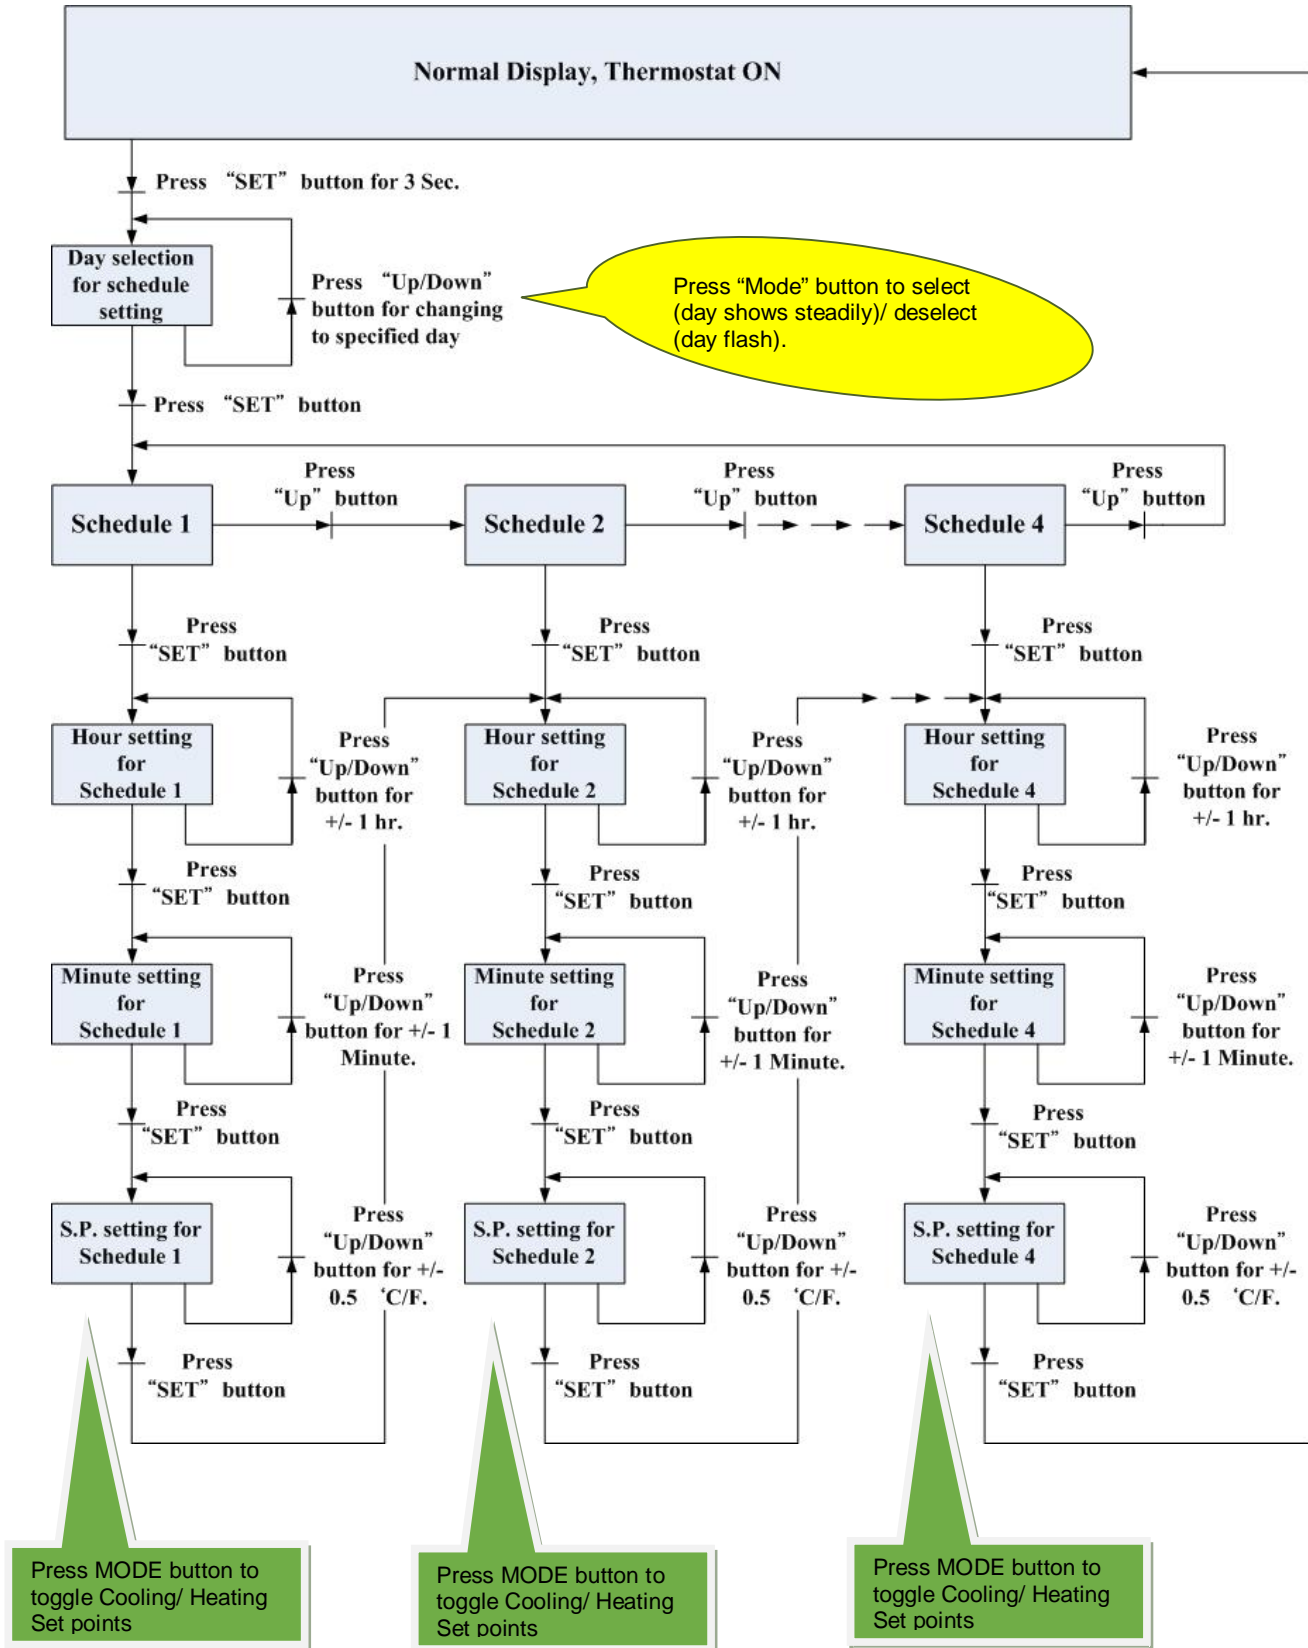 Normal Display, Thermostat ON
Press “SET” button for 3 Sec.
Day selection
for schedule
setting
Press “Up/Down”
button for changing
to specified day
Press “Mode” button to select
(day shows steadily)/ deselect
(day flash).
Press “SET” button
Schedule 1
Press
“Up” button
Schedule 2
Press
“Up” button
Schedule 4
Press
“Up” button
Press
“SET” button
Press
“SET” button
Press
“SET” button
Hour setting
for
Schedule 1
Press
“Up/Down”
button for
+/- 1 hr.
Hour setting
for
Schedule 2
Press
“Up/Down”
button for
+/- 1 hr.
Hour setting
for
Schedule 4
Press
“Up/Down”
button for
+/- 1 hr.
Press
“SET” button
Press
“SET” button
Press
“SET” button
Minute setting
for
Schedule 1
Press
“Up/Down”
button for +/- 1
Minute.
Minute setting
for
Schedule 2
Press
“Up/Down”
button for
+/- 1 Minute.
Minute setting
for
Schedule 4
Press
“Up/Down”
button for
+/- 1 Minute.
Press
“SET” button
Press
“SET” button
Press
“SET” button
S.P. setting for
Schedule 1
Press
“Up/Down”
button for +/-
0.5 ‘C/F.
S.P. setting for
Schedule 2
Press
“Up/Down”
button for +/-
0.5 ‘C/F.
S.P. setting for
Schedule 4
Press
“Up/Down”
button for +/-
0.5 ‘C/F.
Press
“SET” button
Press
“SET” button
Press
“SET” button
Press MODE button to
toggle Cooling/ Heating
Set points
Press MODE button to
toggle Cooling/ Heating
Set points
Press MODE button to
toggle Cooling/ Heating
Set points